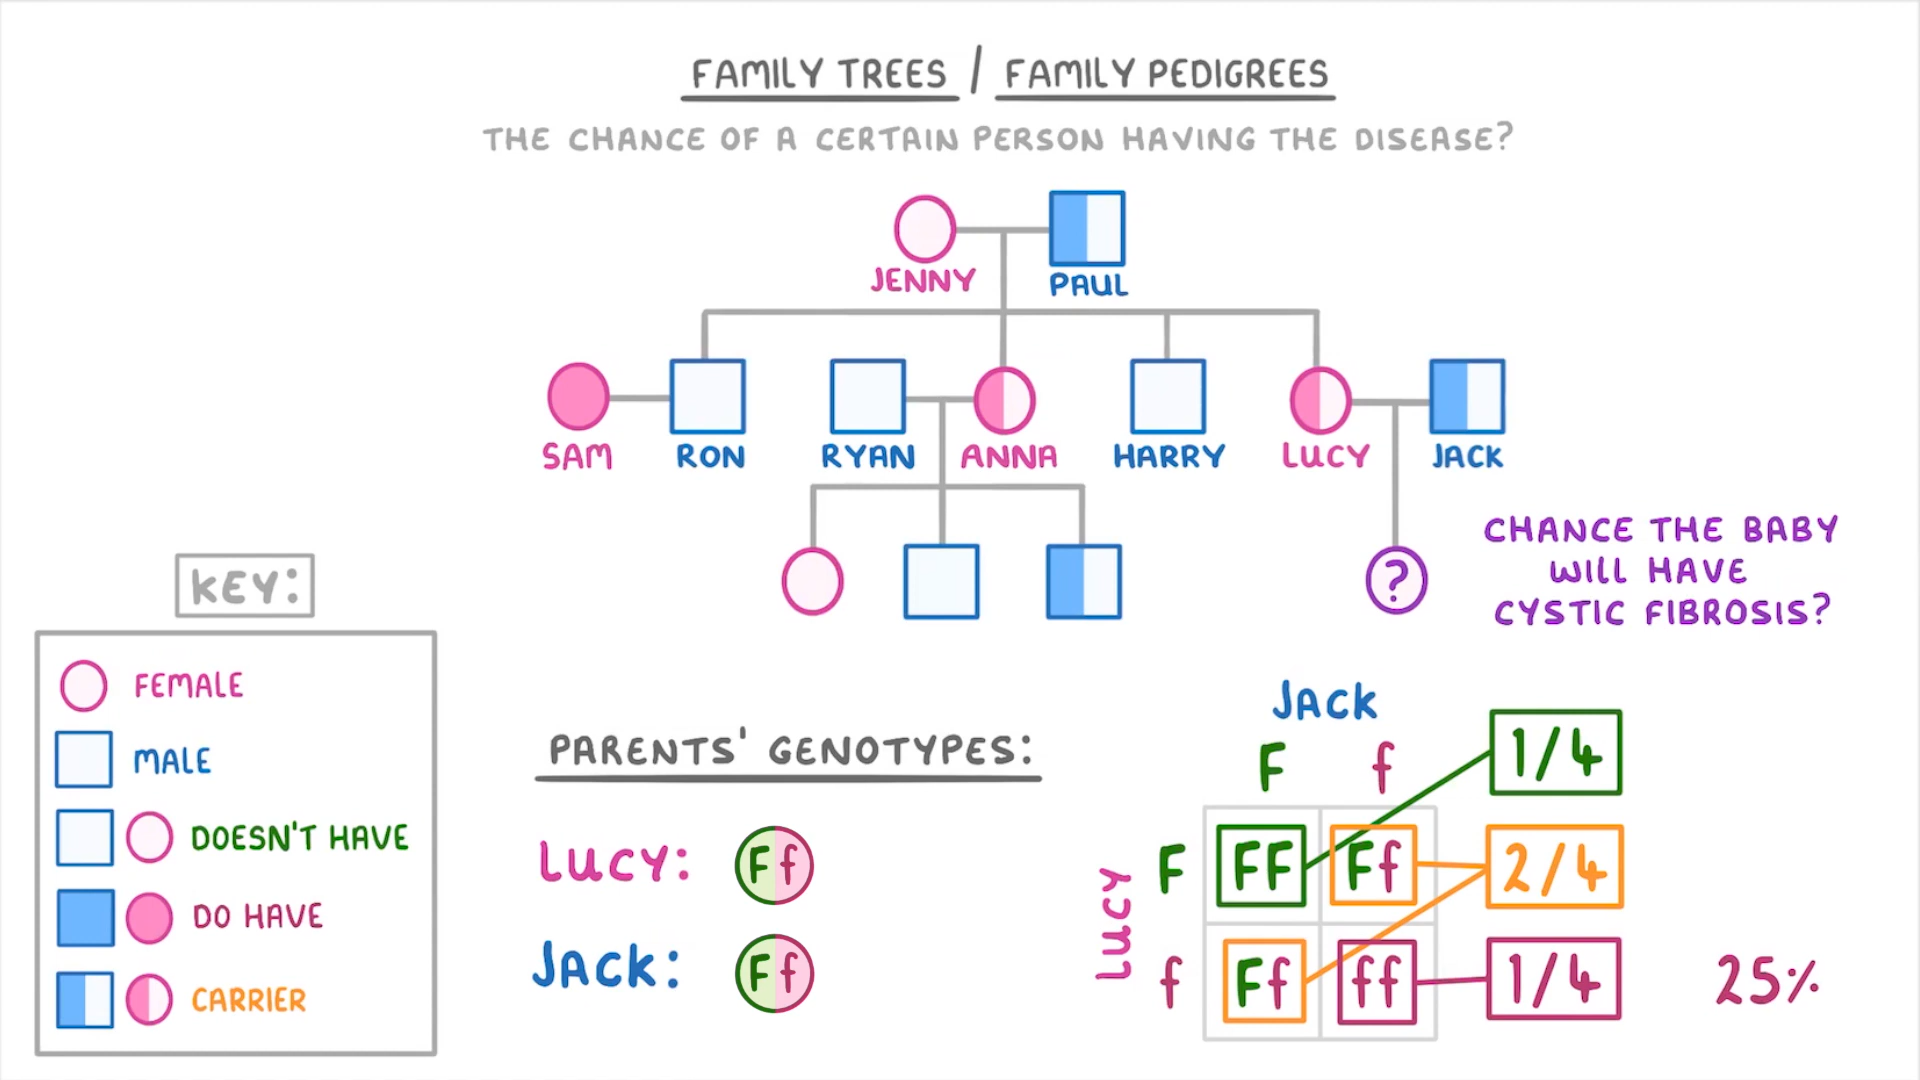 FAMILY TREES / FAMILY PEDIGREES
THE CHANCE OF A CERTAIN PERSON HAVING THE DISEASE?
JENNY PAUL
SAM RON RYAN ANNA HARRY LUCY JACK
?
CHANCE THE BABY
WILL HAVE
CYSTIC FIBROSIS?
KEY:
FEMALE
MALE
DOESN'T HAVE
DO HAVE
CARRIER
PARENTS' GENOTYPES:
LUCY: Ff
JACK: Ff
JACK
F f
LUCY
F FF Ff
f Ff ff
1/4
2/4
1/4
25%